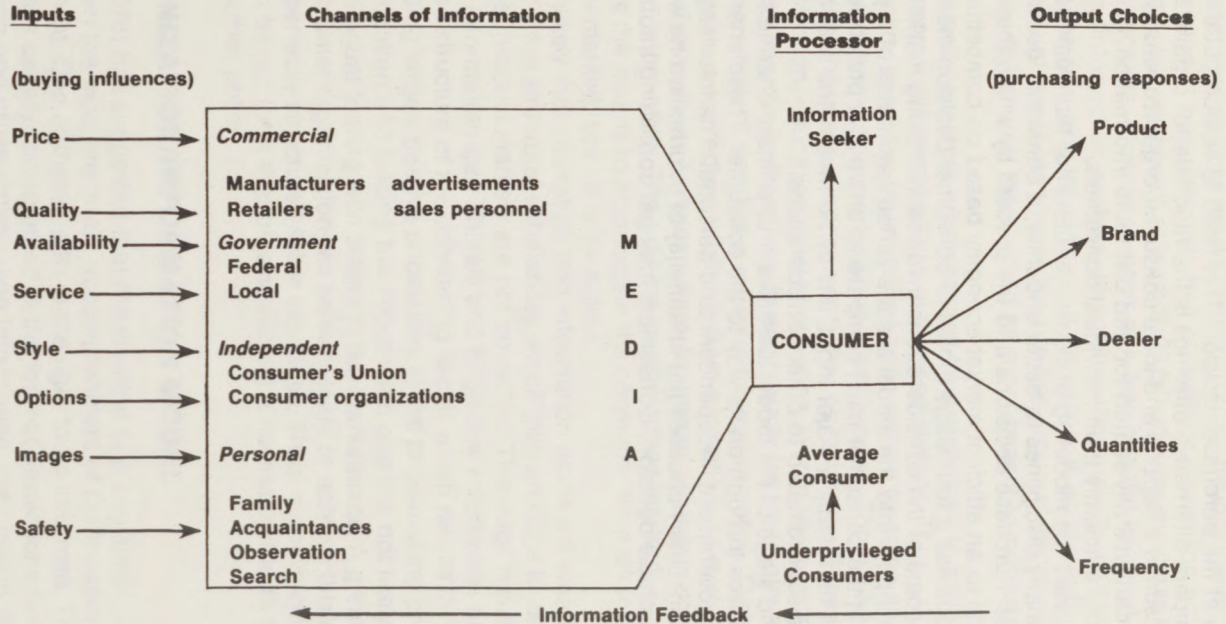 Inputs
Channels of Information
Information Processor
Output Choices
(buying influences)
(purchasing responses)
Price
Quality
Availability
Service
Style
Options
Images
Safety
Commercial
Manufacturers advertisements
Retailers sales personnel
Government
Federal
Local
Independent
Consumer's Union
Consumer organizations
Personal
Family
Acquaintances
Observation
Search
M
E
D
I
A
Information
Seeker
CONSUMER
Average
Consumer
Underprivileged
Consumers
Product
Brand
Dealer
Quantities
Frequency
Information Feedback